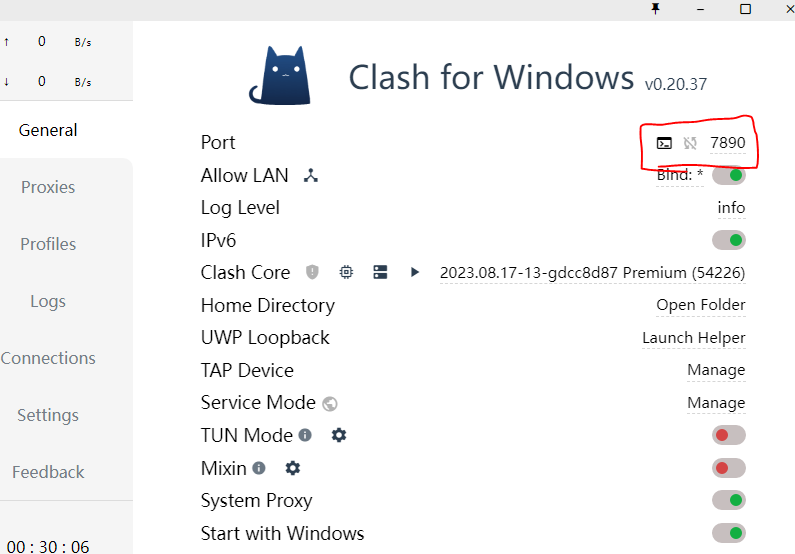 ↑ 0 B/s
↓ 0 B/s
General
Proxies
Profiles
Logs
Connections
Settings
Feedback
00 : 30 : 06
Clash for Windows v0.20.37
Port 7890
Allow LAN Bind: *
Log Level info
IPv6
Clash Core 2023.08.17-13-gdcc8d87 Premium (54226)
Home Directory Open Folder
UWP Loopback Launch Helper
TAP Device Manage
Service Mode Manage
TUN Mode
Mixin
System Proxy
Start with Windows